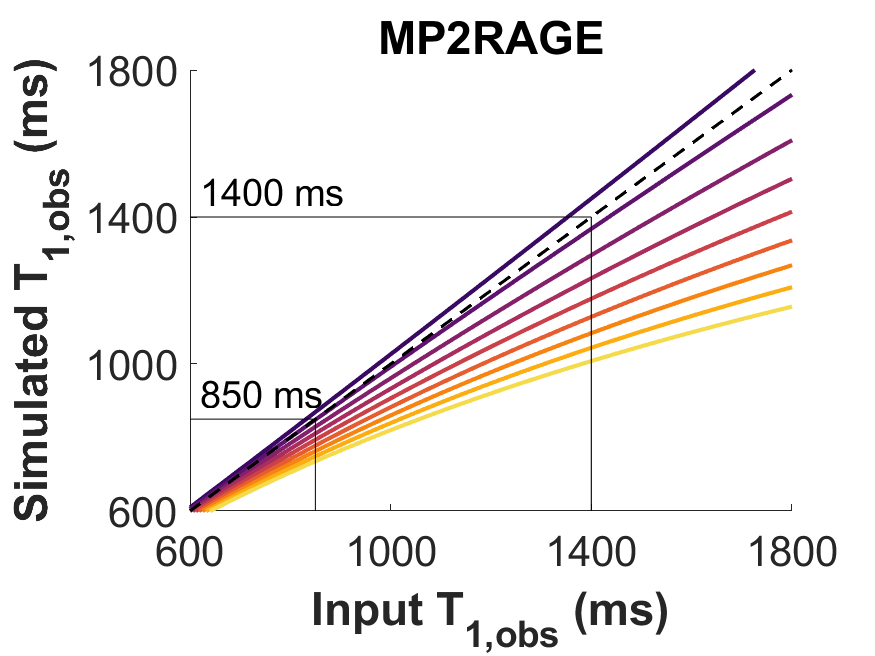 MP2RAGE
Simulated T1,obs (ms)
1800
1400
1000
600
1400 ms
850 ms
600 1000 1400 1800
Input T1,obs (ms)